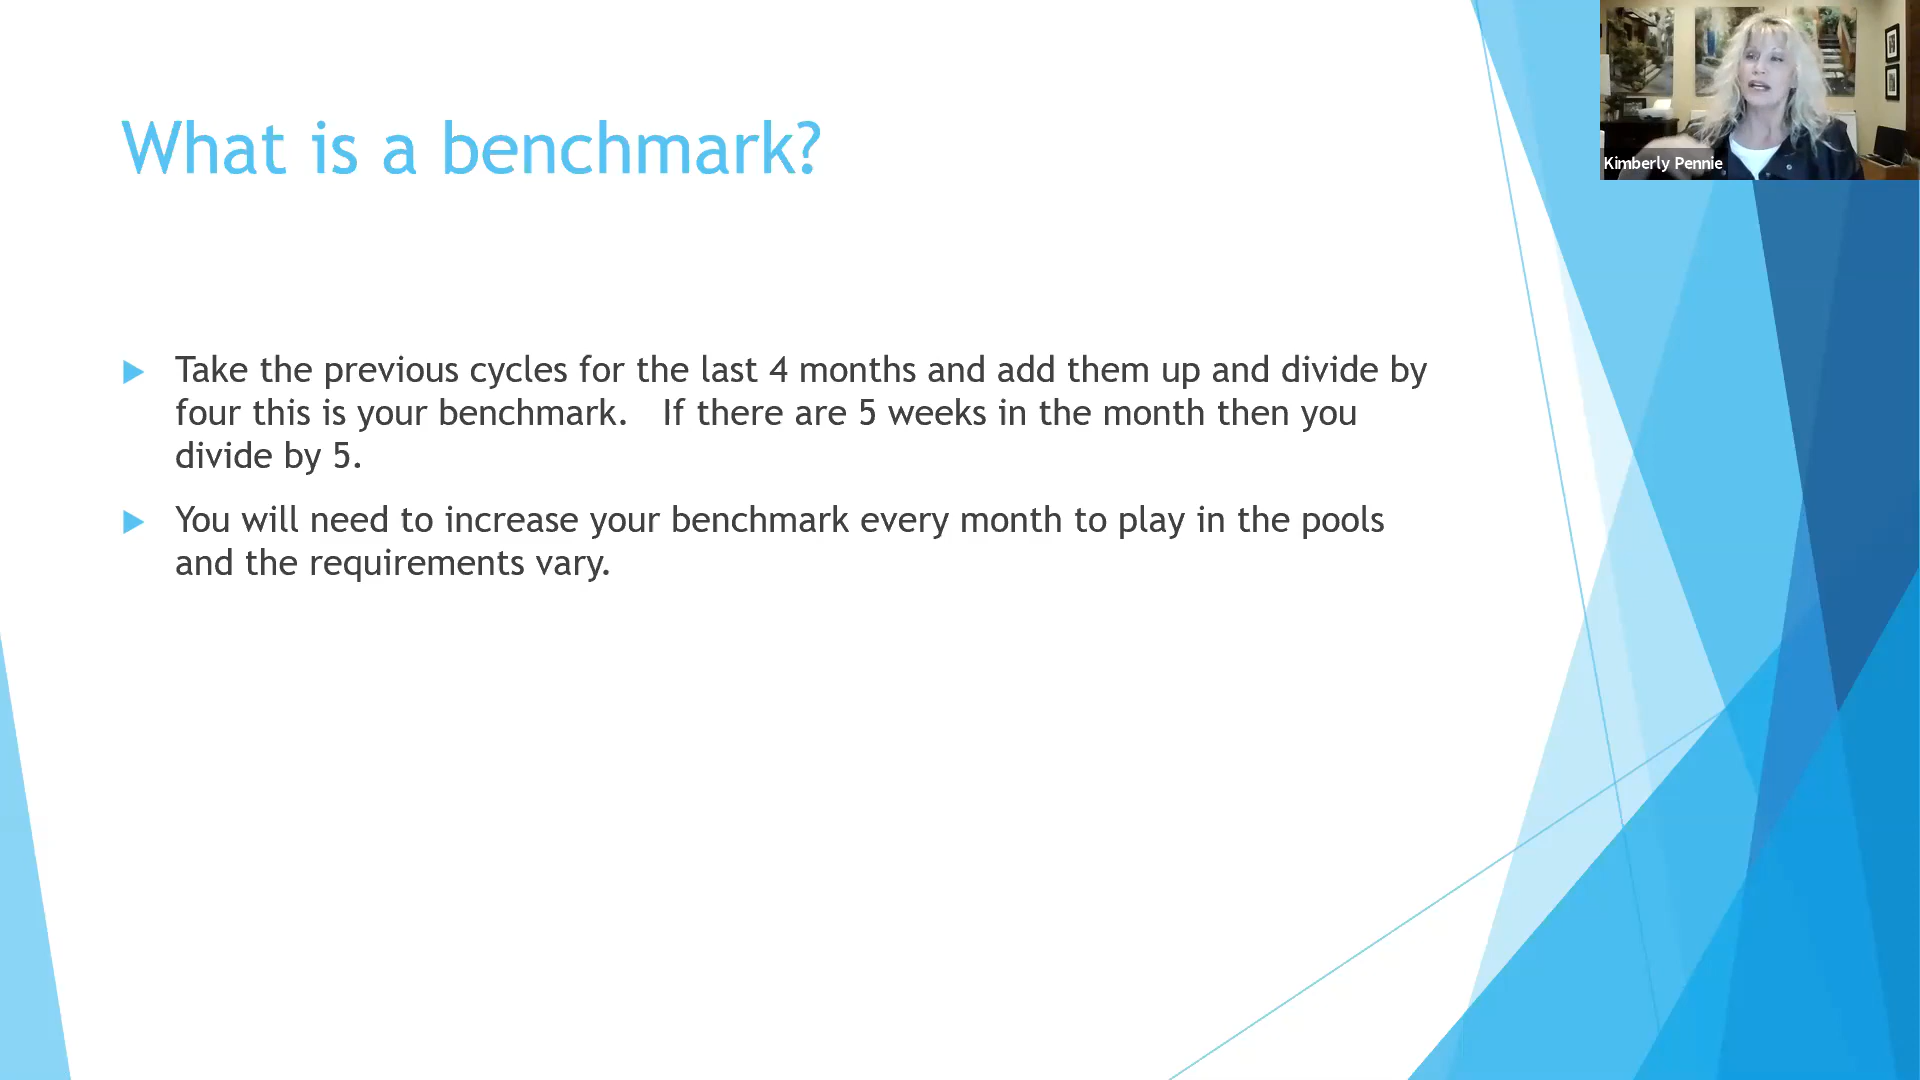 What is a benchmark?
Kimberly Pennie
Take the previous cycles for the last 4 months and add them up and divide by
four this is your benchmark.   If there are 5 weeks in the month then you
divide by 5.
You will need to increase your benchmark every month to play in the pools
and the requirements vary.